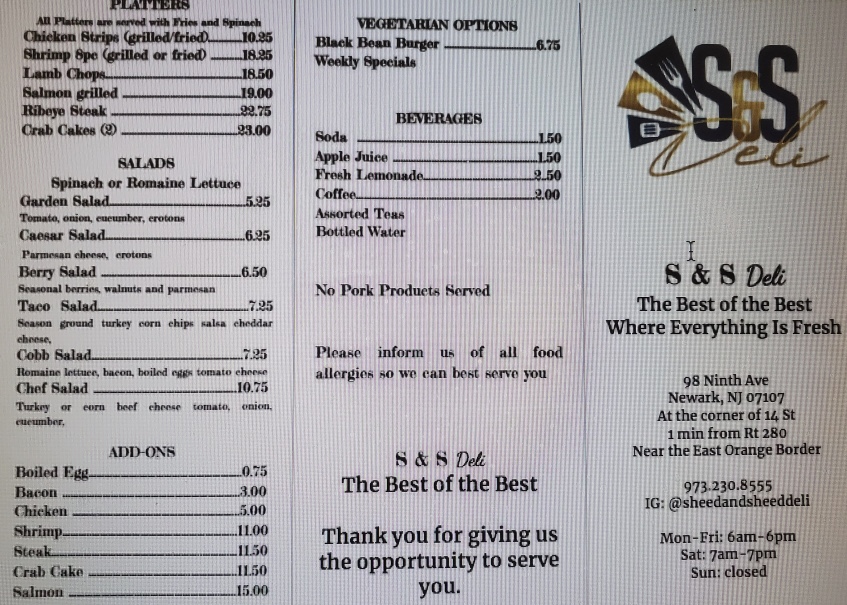 PLATTERS
All Platters are served with Fries and Spinach
Chicken Strips (grilled/fried) 10.25
Shrimp 8pc (grilled or fried) 18.25
Lamb Chops 18.50
Salmon grilled 19.00
Ribeye Steak 22.75
Crab Cakes (2) 23.00
SALADS
Spinach or Romaine Lettuce
Garden Salad 5.25
Tomato, onion, cucumber, crotons
Caesar Salad 6.25
Parmesan cheese, crotons
Berry Salad 6.50
Seasonal berries, walnuts and parmesan
Taco Salad 7.25
Season ground turkey corn chips salsa cheddar
cheese,
Cobb Salad 7.25
Romaine lettuce, bacon, boiled eggs tomato cheese
Chef Salad 10.75
Turkey or corn beef cheese tomato, onion,
cucumber,
ADD-ONS
Boiled Egg 0.75
Bacon 3.00
Chicken 5.00
Shrimp 11.00
Steak 11.50
Crab Cake 11.50
Salmon 15.00
VEGETARIAN OPTIONS
Black Bean Burger 6.75
Weekly Specials
BEVERAGES
Soda 1.50
Apple Juice 1.50
Fresh Lemonade 2.50
Coffee 2.00
Assorted Teas
Bottled Water
No Pork Products Served
Please inform us of all food
allergies so we can best serve you
S & S Deli
The Best of the Best
Thank you for giving us
the opportunity to serve
you.
S&S
Deli
S & S Deli
The Best of the Best
Where Everything Is Fresh
98 Ninth Ave
Newark, NJ 07107
At the corner of 14 St
1 min from Rt 280
Near the East Orange Border
973.230.8555
IG: @sheedandsheeddeli
Mon-Fri: 6am-6pm
Sat: 7am-7pm
Sun: closed